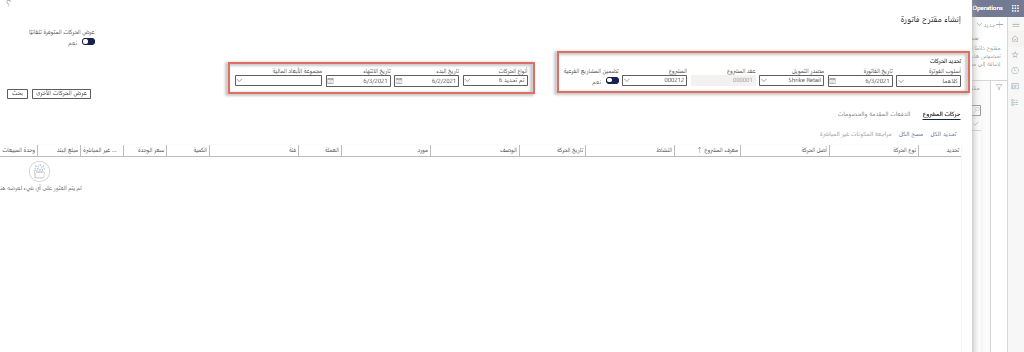 Operations
جديد
إنشاء مقترح فاتورة
عرض الحركات المتوفرة تلقائيًا
نعم
تحديد الحركات
أسلوب الفوترة
كلاهما
تاريخ الفاتورة
6/3/2021
مصدر التمويل
Shrike Retail
عقد المشروع
000001
المشروع
000212
تضمين المشاريع الفرعية
نعم
أنواع الحركات
تم تحديد 6
تاريخ البدء
6/2/2021
تاريخ الانتهاء
6/3/2021
مجموعة الأبعاد المالية
عرض الحركات الأخرى
بحث
حركات المشروع
الدفعات المقدمة والخصومات
تحديد الكل
مسح الكل
مراجعة المكونات غير المباشرة
تحديد
نوع الحركة
أصل الحركة
معرف المشروع ↑
النشاط
تاريخ الحركة
الوصف
مورد
العملة
فئة
الكمية
سعر الوحدة
غير المباشرة ...
مبلغ البند
وحدة المبيعات
لم يتم العثور على أي شيء لعرضه هنا